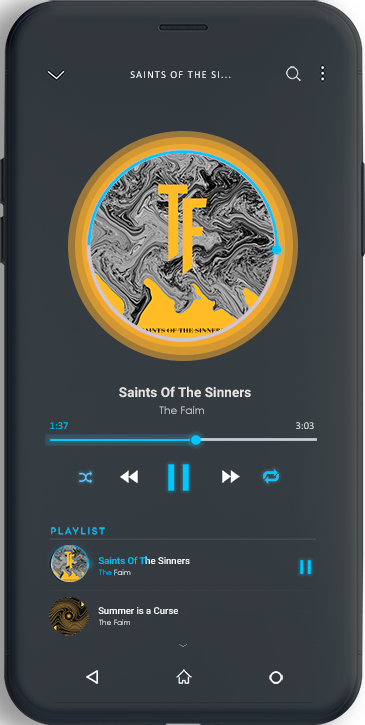 SAINTS OF THE SI...
TF
SAINTS OF THE SINNERS
Saints Of The Sinners
The Faim
1:37
3:03
PLAYLIST
Saints Of The Sinners
The Faim
Summer is a Curse
The Faim